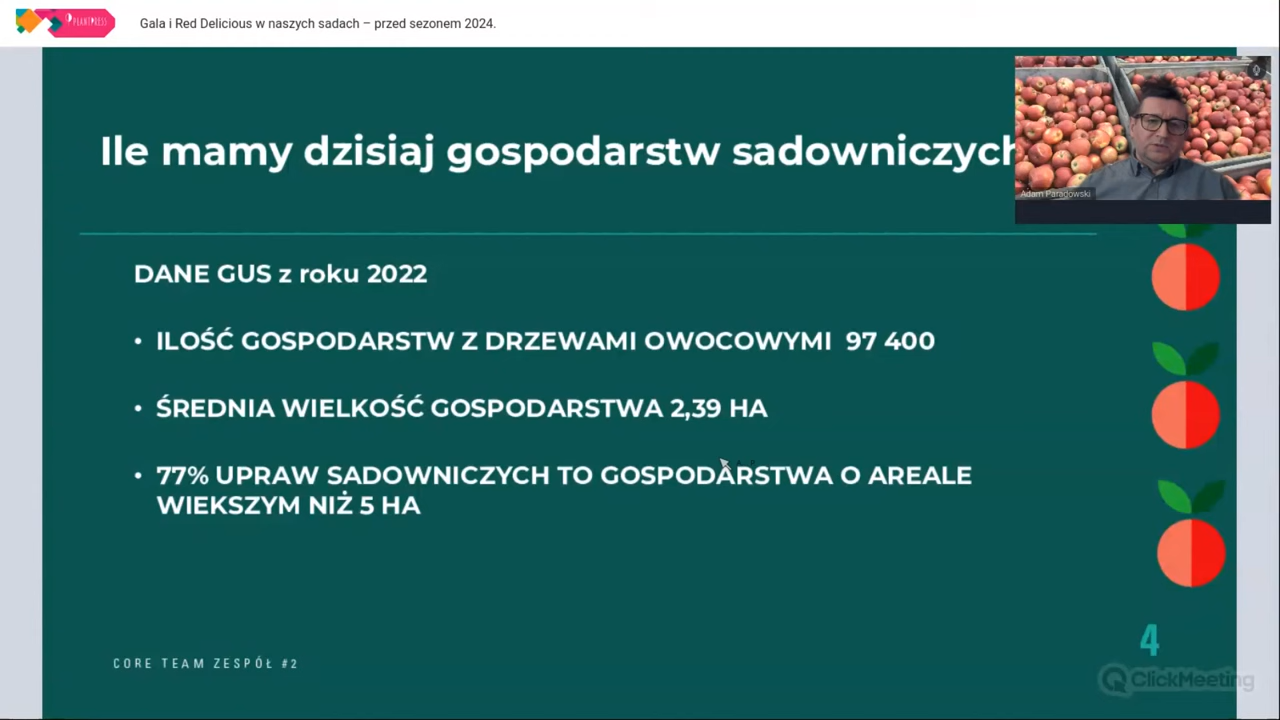 PLANTPRESS
Gala i Red Delicious w naszych sadach – przed sezonem 2024.
Ile mamy dzisiaj gospodarstw sadowniczych
Adam Paradowski
DANE GUS z roku 2022
• ILOŚĆ GOSPODARSTW Z DRZEWAMI OWOCOWYMI 97 400
• ŚREDNIA WIELKOŚĆ GOSPODARSTWA 2,39 HA
• 77% UPRAW SADOWNICZYCH TO GOSPODARSTWA O AREALE
WIEKSZYM NIŻ 5 HA
4
CORE TEAM ZESPÓŁ #2
ClickMeeting